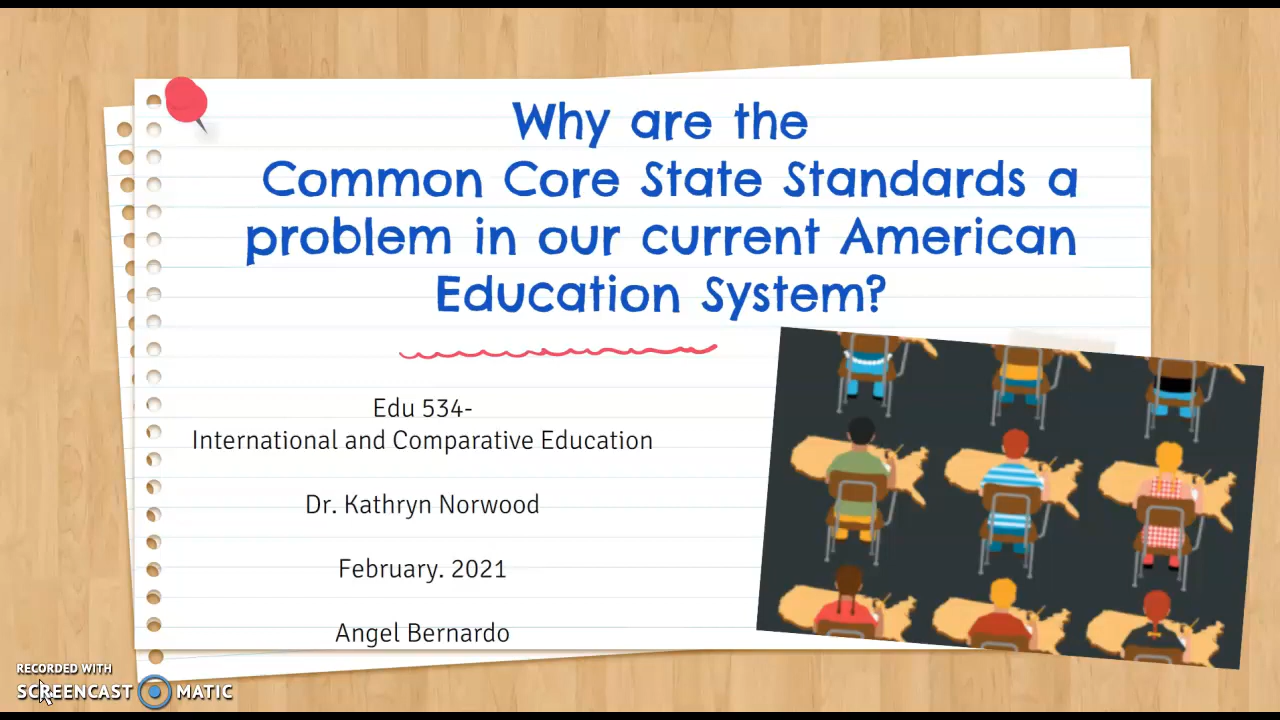 Why are the
Common Core State Standards a
problem in our current American
Education System?
Edu 534-
International and Comparative Education
Dr. Kathryn Norwood
February. 2021
Angel Bernardo
RECORDED WITH
SCREENCAST MATIC